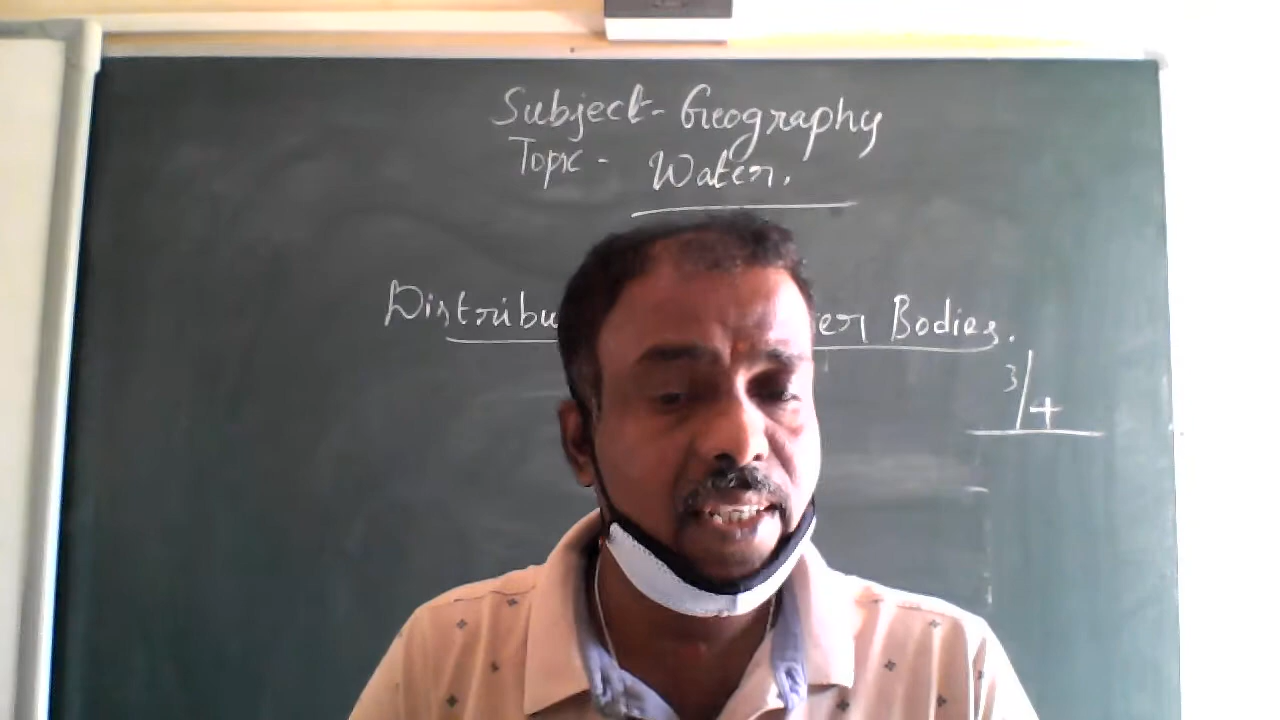 Subject - Geography
Topic - Water.
Distribu er Bodies.
3/4